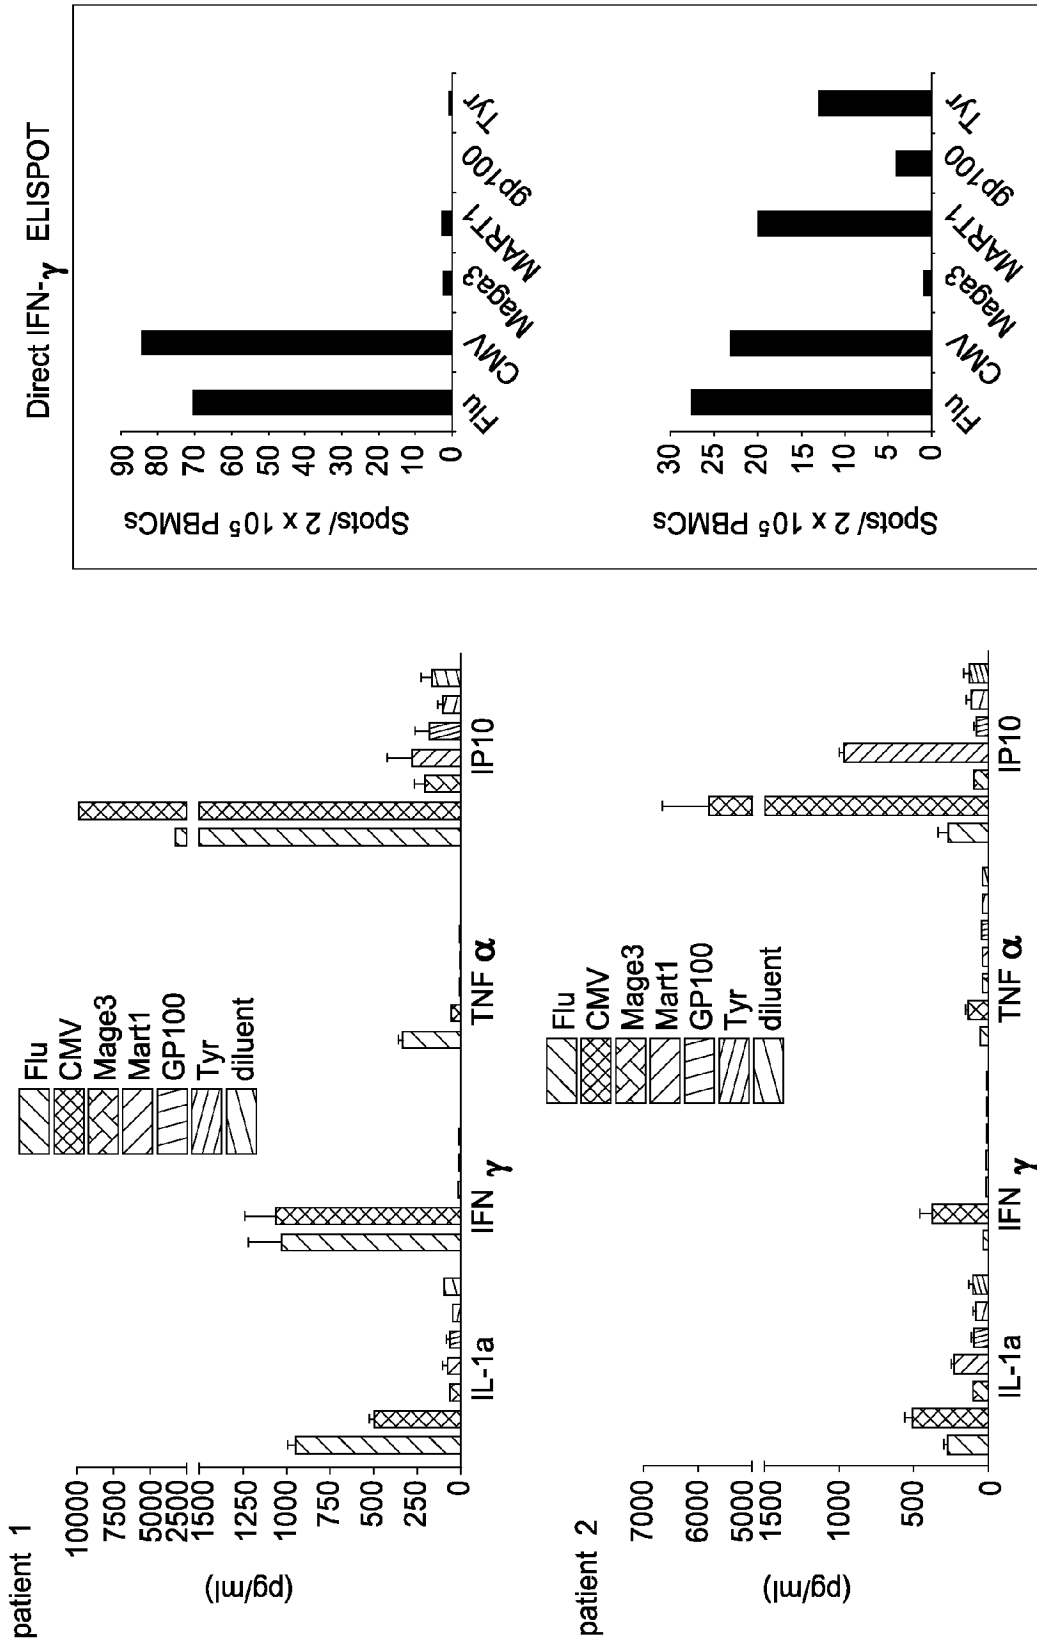 patient 1
(pg/ml)
10000
7500
5000
2500
1500
1250
1000
750
500
250
0
Flu
CMV
Mage3
Mart1
GP100
Tyr
diluent
IL-1a
IFN γ
TNF α
IP10
patient 2
(pg/ml)
7000
6000
5000
1500
1000
500
0
Flu
CMV
Mage3
Mart1
GP100
Tyr
diluent
IL-1a
IFN γ
TNF α
IP10
Direct IFN-γ ELISPOT
Spots/ 2 x 10⁵ PBMCs
90
80
70
60
50
40
30
20
10
0
Flu
CMV
Maga3
MART1
gp100
Tyr
Spots/ 2 x 10⁵ PBMCs
30
25
20
15
10
5
0
Flu
CMV
Maga3
MART1
gp100
Tyr